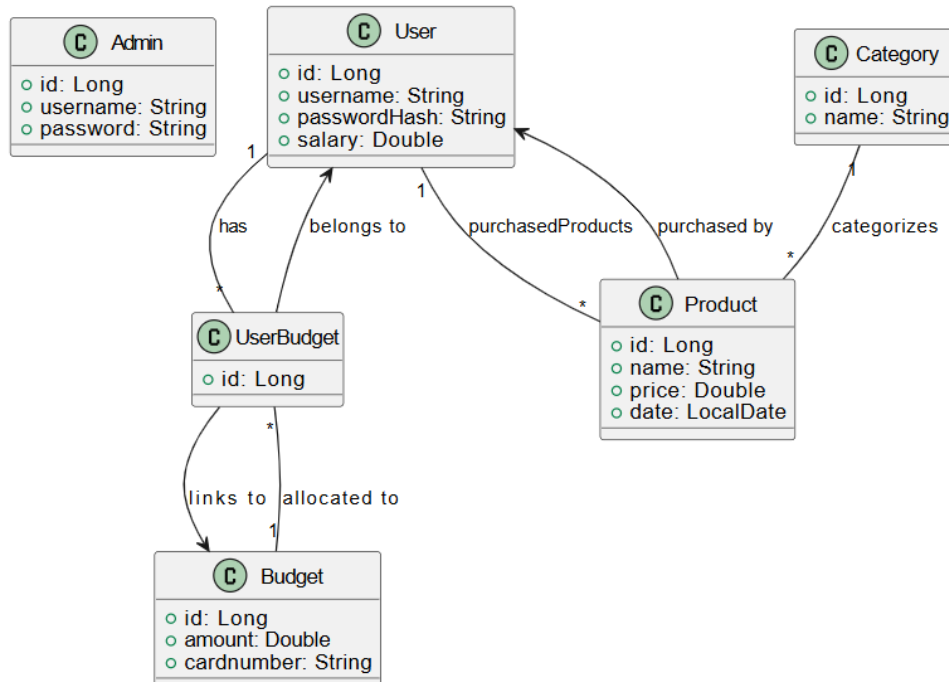 C Admin
id: Long
username: String
password: String
C User
id: Long
username: String
passwordHash: String
salary: Double
C Category
id: Long
name: String
1
1
1
has
belongs to
purchasedProducts
purchased by
categorizes
*
*
*
C UserBudget
id: Long
C Product
id: Long
name: String
price: Double
date: LocalDate
*
links to
allocated to
1
C Budget
id: Long
amount: Double
cardnumber: String